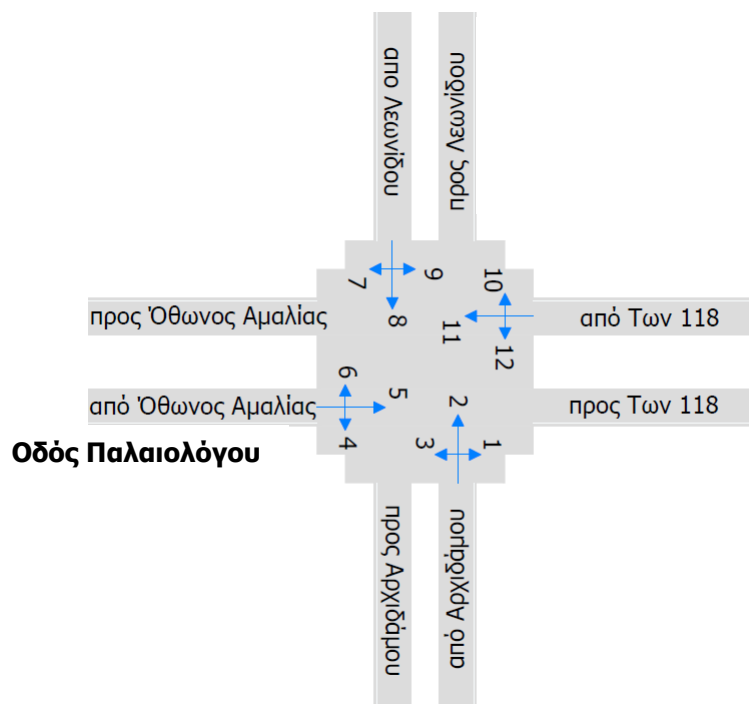 απο Λεωνίδου
προς Λεωνίδου
7
8
9
10
11
12
προς Όθωνος Αμαλίας
από Των 118
6
5
2
από Όθωνος Αμαλίας
προς Των 118
4
3
1
Οδός Παλαιολόγου
προς Αρχιδάμου
από Αρχιδάμου